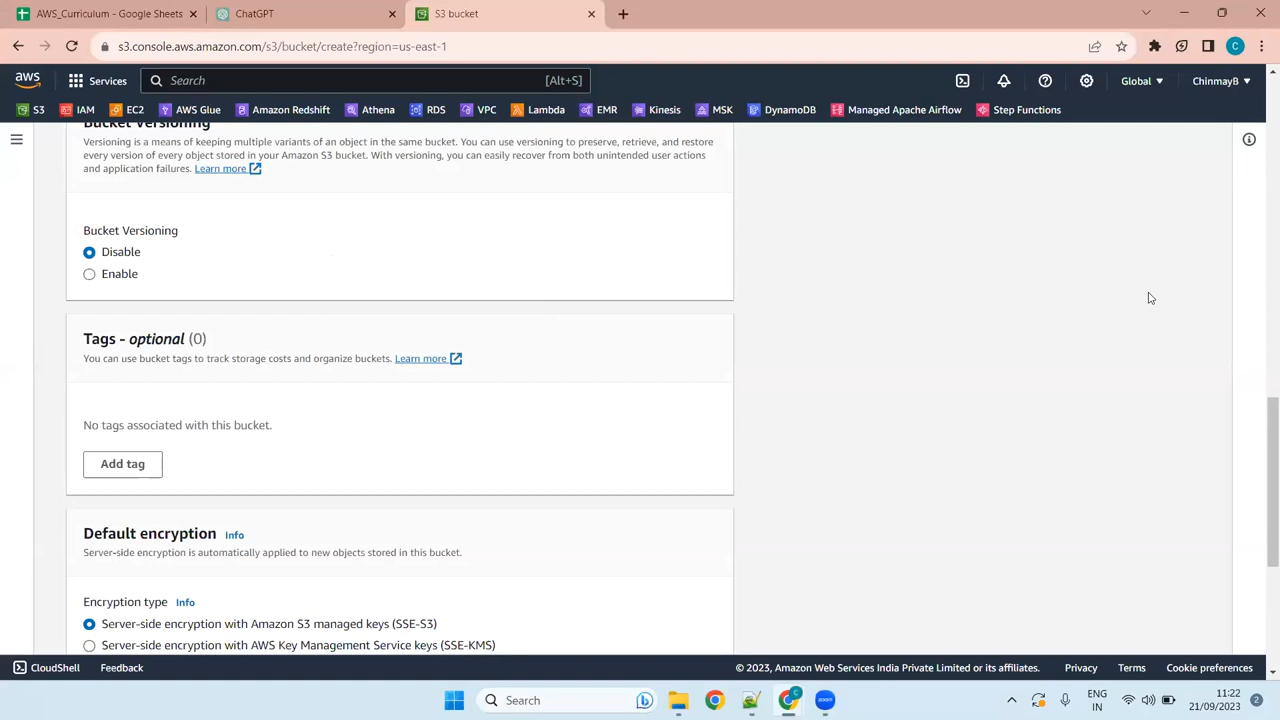 AWS_Curriculum - Google Sheets
ChatGPT
S3 bucket
s3.console.aws.amazon.com/s3/bucket/create?region=us-east-1
C
aws
Services
Search
[Alt+S]
Global
ChinmayB
S3
IAM
EC2
AWS Glue
Amazon Redshift
Athena
RDS
VPC
Lambda
EMR
Kinesis
MSK
DynamoDB
Managed Apache Airflow
Step Functions
Bucket Versioning
Versioning is a means of keeping multiple variants of an object in the same bucket. You can use versioning to preserve, retrieve, and restore
every version of every object stored in your Amazon S3 bucket. With versioning, you can easily recover from both unintended user actions
and application failures. Learn more
Bucket Versioning
Disable
Enable
Tags - optional (0)
You can use bucket tags to track storage costs and organize buckets. Learn more
No tags associated with this bucket.
Add tag
Default encryption Info
Server-side encryption is automatically applied to new objects stored in this bucket.
Encryption type Info
Server-side encryption with Amazon S3 managed keys (SSE-S3)
Server-side encryption with AWS Key Management Service keys (SSE-KMS)
CloudShell
Feedback
© 2023, Amazon Web Services India Private Limited or its affiliates.
Privacy
Terms
Cookie preferences
Search
C
zoom
ENG
IN
11:22
21/09/2023
2